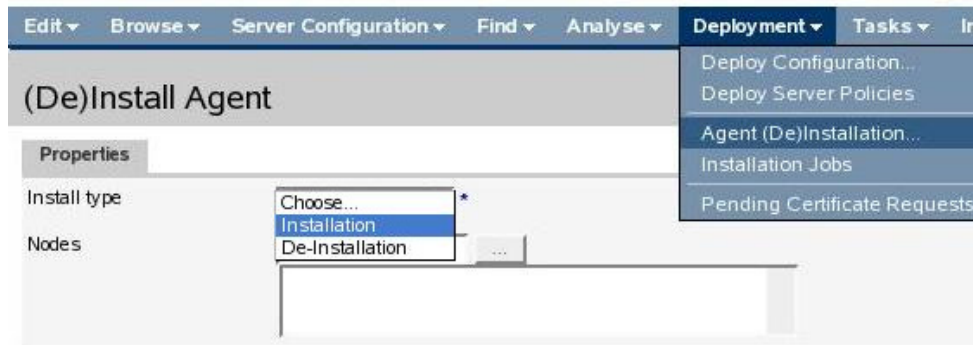 Edit Browse Server Configuration Find Analyse Deployment Tasks
Deploy Configuration...
Deploy Server Policies
(De)Install Agent
Agent (De)Installation...
Properties
Installation Jobs
Install type
Choose... *
Pending Certificate Requests
Installation
Nodes
De-Installation
...